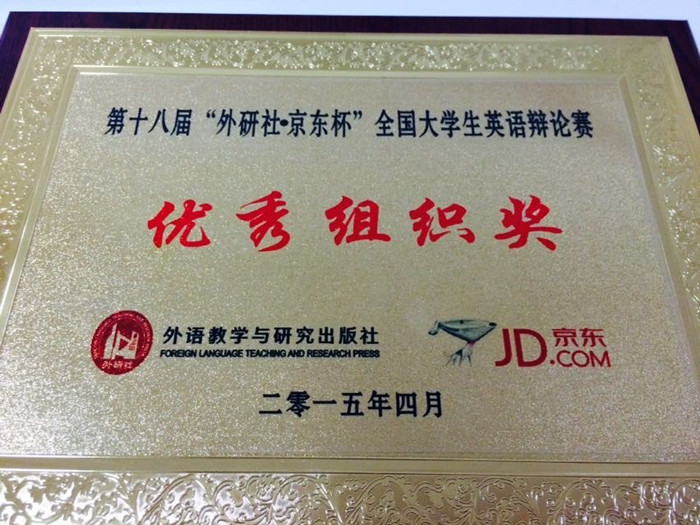 第十八届“外研社•京东杯”全国大学生英语辩论赛
优秀组织奖
外研社
外语教学与研究出版社
FOREIGN LANGUAGE TEACHING AND RESEARCH PRESS
JD京东.COM
二零一五年四月